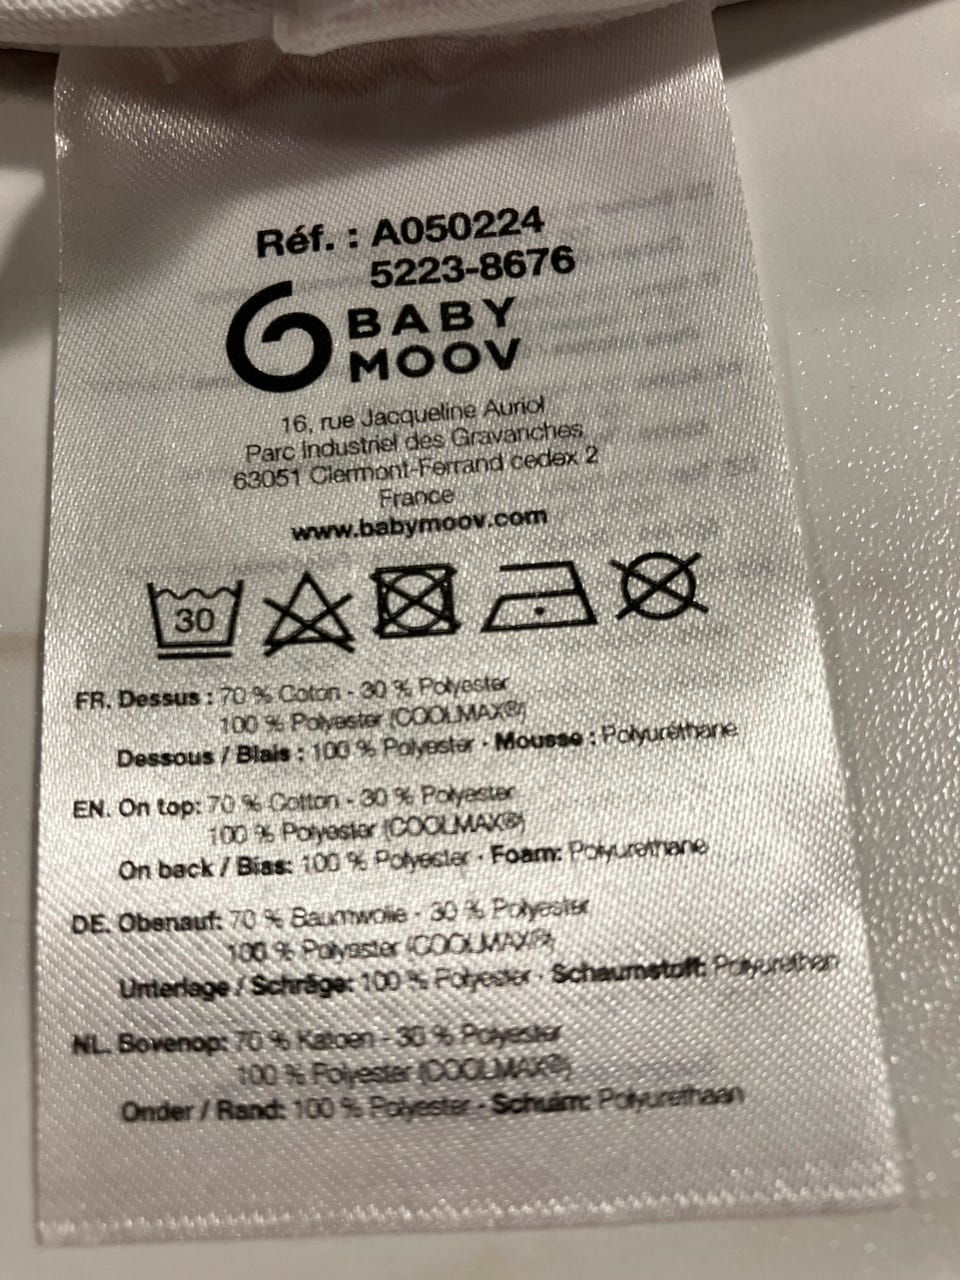 Réf. : A050224
5223-8676
BABY
MOOV
16, rue Jacqueline Auriol
Parc Industriel des Gravanches
63051 Clermont-Ferrand cedex 2
France
www.babymoov.com
30
FR. Dessus : 70 % Coton - 30 % Polyester
100 % Polyester (COOLMAX®)
Dessous / Biais : 100 % Polyester - Mousse : Polyuréthane
EN. On top: 70 % Cotton - 30 % Polyester
100 % Polyester (COOLMAX®)
On back / Bias: 100 % Polyester - Foam: Polyurethane
DE. Obenauf: 70 % Baumwolle - 30 % Polyester
100 % Polyester (COOLMAX®)
Unterlage / Schräge: 100 % Polyester - Schaumstoff: Polyurethan
NL. Bovenop: 70 % Katoen - 30 % Polyester
100 % Polyester (COOLMAX®)
Onder / Rand: 100 % Polyester - Schuim: Polyurethaan